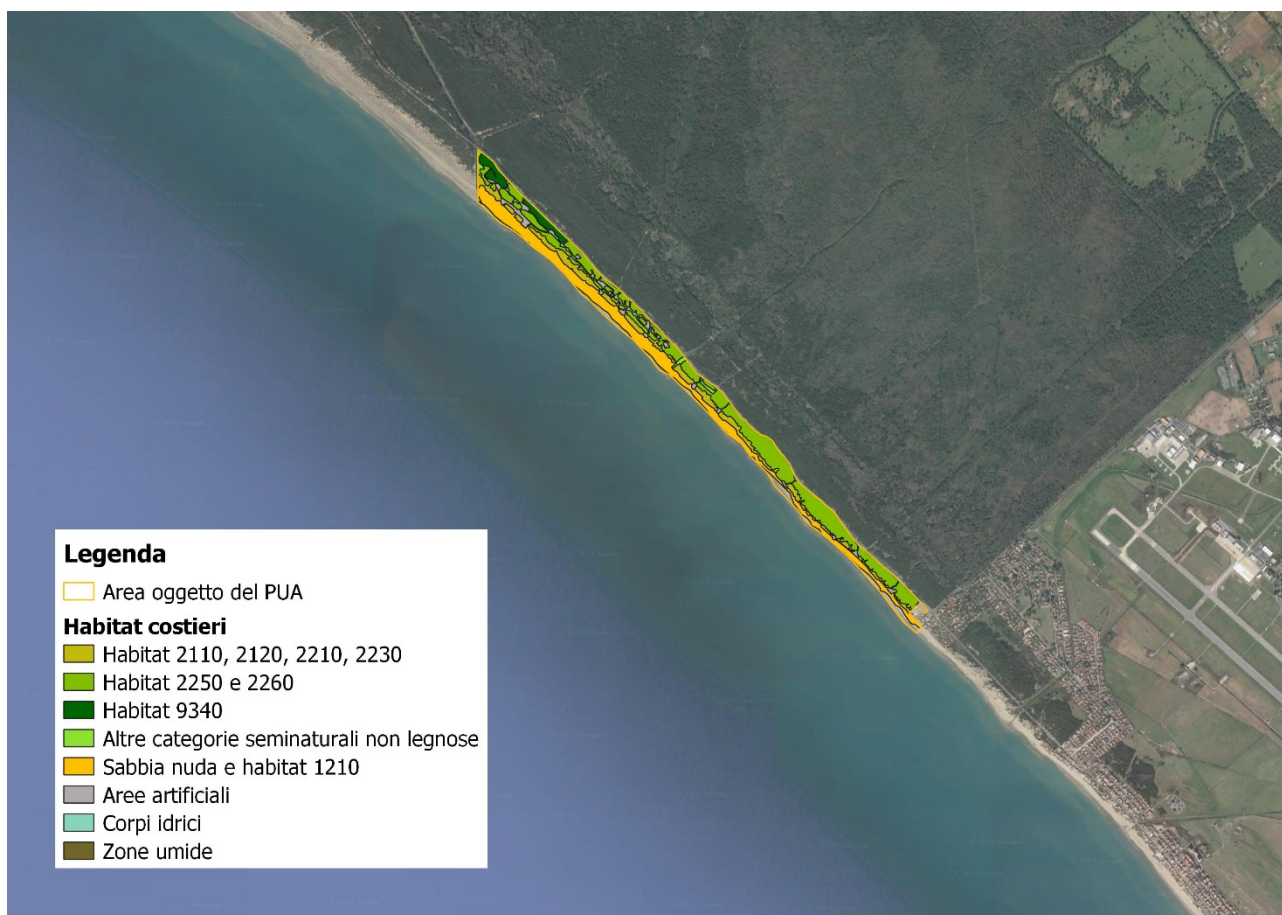 Legenda
Area oggetto del PUA
Habitat costieri
Habitat 2110, 2120, 2210, 2230
Habitat 2250 e 2260
Habitat 9340
Altre categorie seminaturali non legnose
Sabbia nuda e habitat 1210
Aree artificiali
Corpi idrici
Zone umide